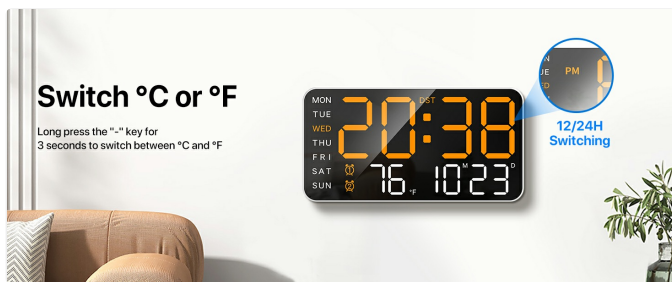 Switch °C or °F
Long press the "-" key for
3 seconds to switch between °C and °F
MON
TUE
WED
THU
FRI
SAT
SUN
20:38
DST
76 °F
10 M 23 D
PM
12/24H
Switching